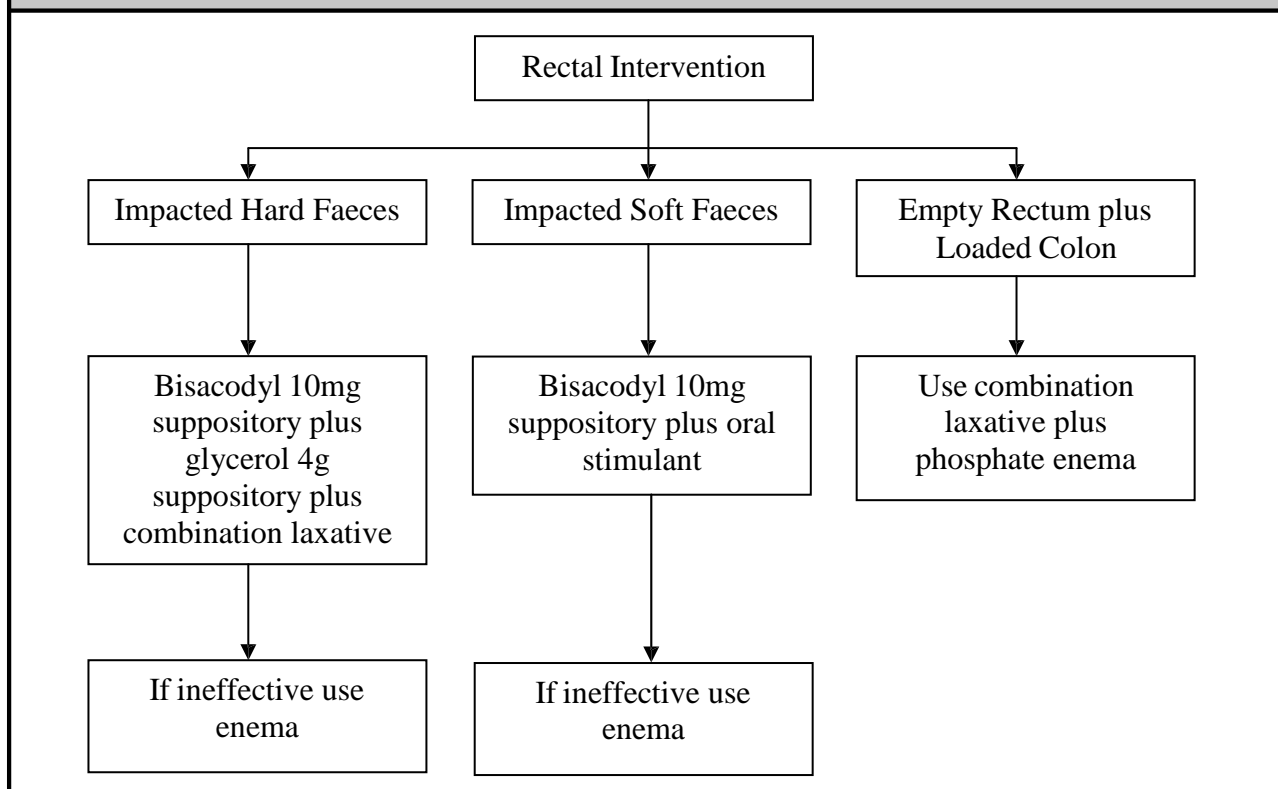 Rectal Intervention
Impacted Hard Faeces
Impacted Soft Faeces
Empty Rectum plus
Loaded Colon
Bisacodyl 10mg
suppository plus
glycerol 4g
suppository plus
combination laxative
Bisacodyl 10mg
suppository plus oral
stimulant
Use combination
laxative plus
phosphate enema
If ineffective use
enema
If ineffective use
enema